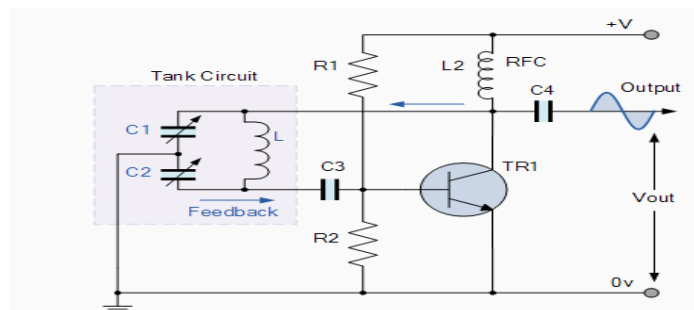 +V
R1
L2
RFC
Tank Circuit
C4
Output
C1
L
C2
C3
TR1
Feedback
Vout
R2
0v